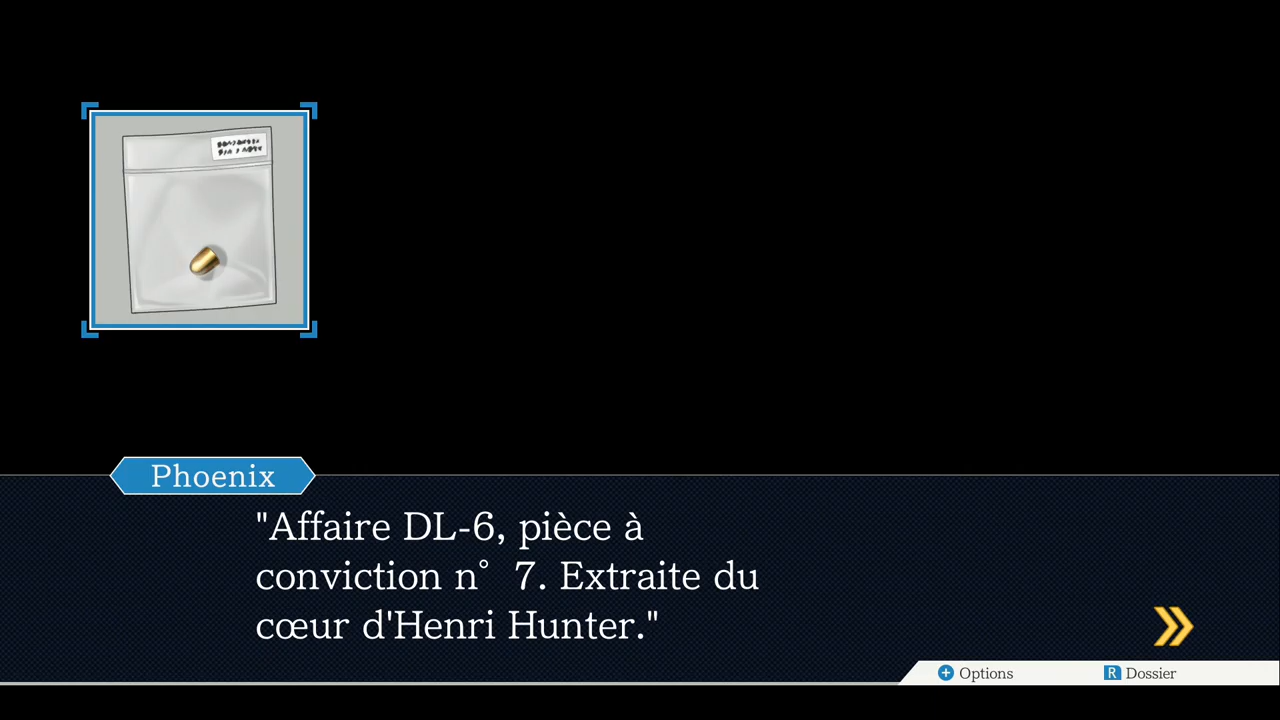 Phoenix
"Affaire DL-6, pièce à
conviction n° 7. Extraite du
cœur d'Henri Hunter."
+ Options
R Dossier